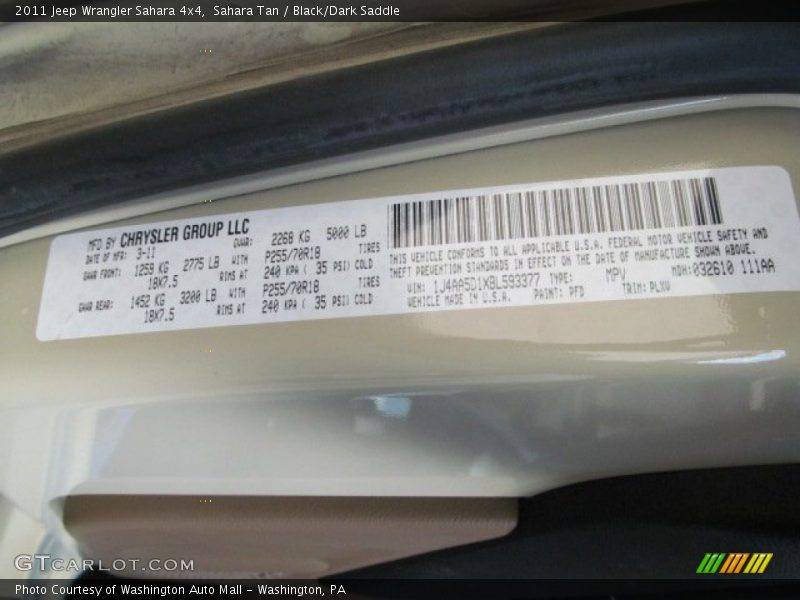 2011 Jeep Wrangler Sahara 4x4,  Sahara Tan / Black/Dark Saddle
MFD BY CHRYSLER GROUP LLC
DATE OF MFR: 3-11 GVWR: 2268 KG 5000 LB
GAWR FRONT: 1259 KG 2775 LB WITH P255/70R18 TIRES
18X7.5 RIMS AT 240 KPA ( 35 PSI) COLD
GAWR REAR: 1452 KG 3200 LB WITH P255/70R18 TIRES
18X7.5 RIMS AT 240 KPA ( 35 PSI) COLD
THIS VEHICLE CONFORMS TO ALL APPLICABLE U.S.A. FEDERAL MOTOR VEHICLE SAFETY AND
THEFT PREVENTION STANDARDS IN EFFECT ON THE DATE OF MANUFACTURE SHOWN ABOVE.
VIN: 1J4AA5D1XBL593377 TYPE: MPV MDH: 032610 111AA
VEHICLE MADE IN U.S.A. PAINT: PFD TRIM:
GTCARLOT.COM
Photo Courtesy of Washington Auto Mall - Washington, PA